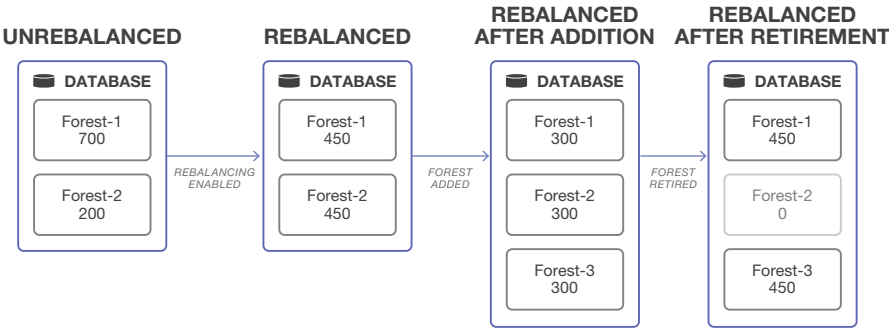 UNREBALANCED
DATABASE
Forest-1
700
Forest-2
200
REBALANCING
ENABLED
REBALANCED
DATABASE
Forest-1
450
Forest-2
450
FOREST
ADDED
REBALANCED
AFTER ADDITION
DATABASE
Forest-1
300
Forest-2
300
Forest-3
300
FOREST
RETIRED
REBALANCED
AFTER RETIREMENT
DATABASE
Forest-1
450
Forest-2
0
Forest-3
450